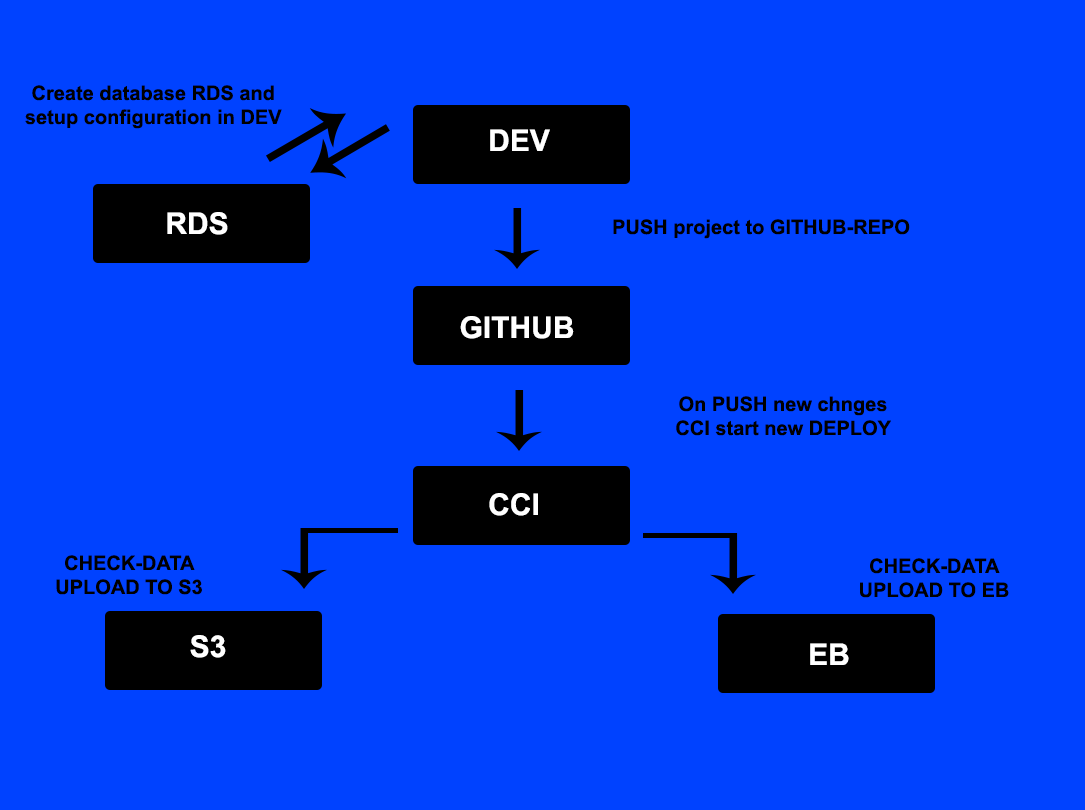 Create database RDS and
setup configuration in DEV
DEV
RDS
PUSH project to GITHUB-REPO
GITHUB
On PUSH new chnges
CCI start new DEPLOY
CCI
CHECK-DATA
UPLOAD TO S3
CHECK-DATA
UPLOAD TO EB
S3
EB